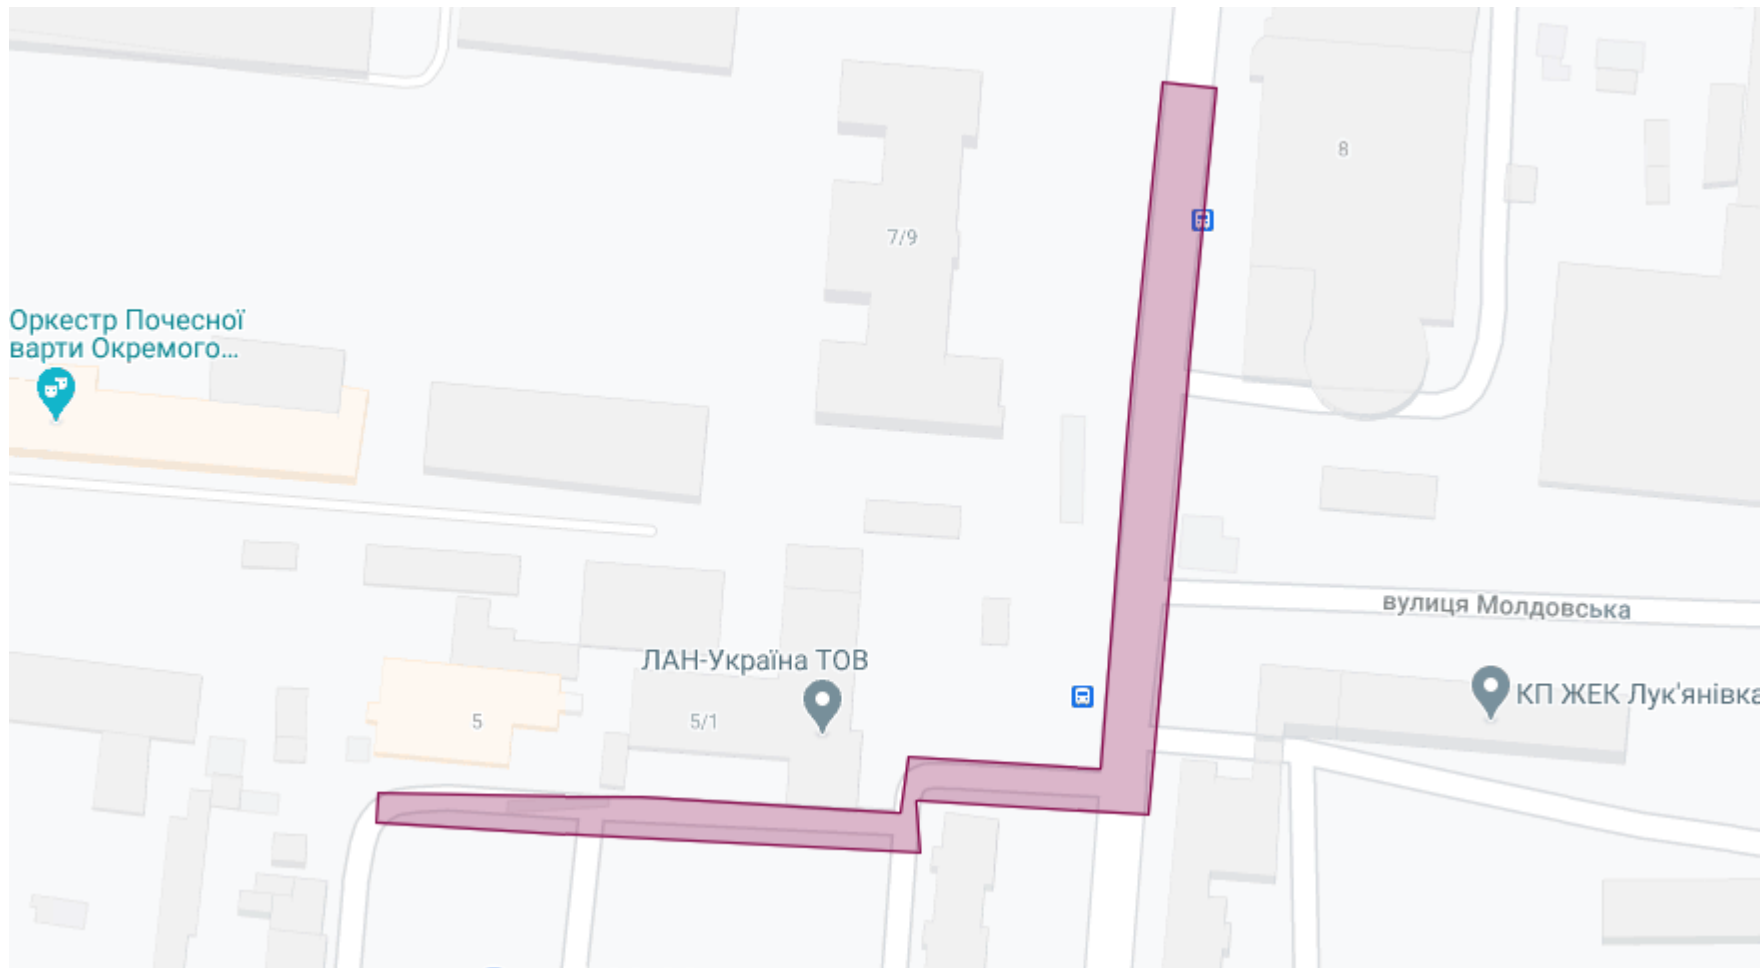 8
7/9
Оркестр Почесної
варти Окремого...
вулиця Молдовська
ЛАН-Україна ТОВ
КП ЖЕК Лук'янівка
5
5/1